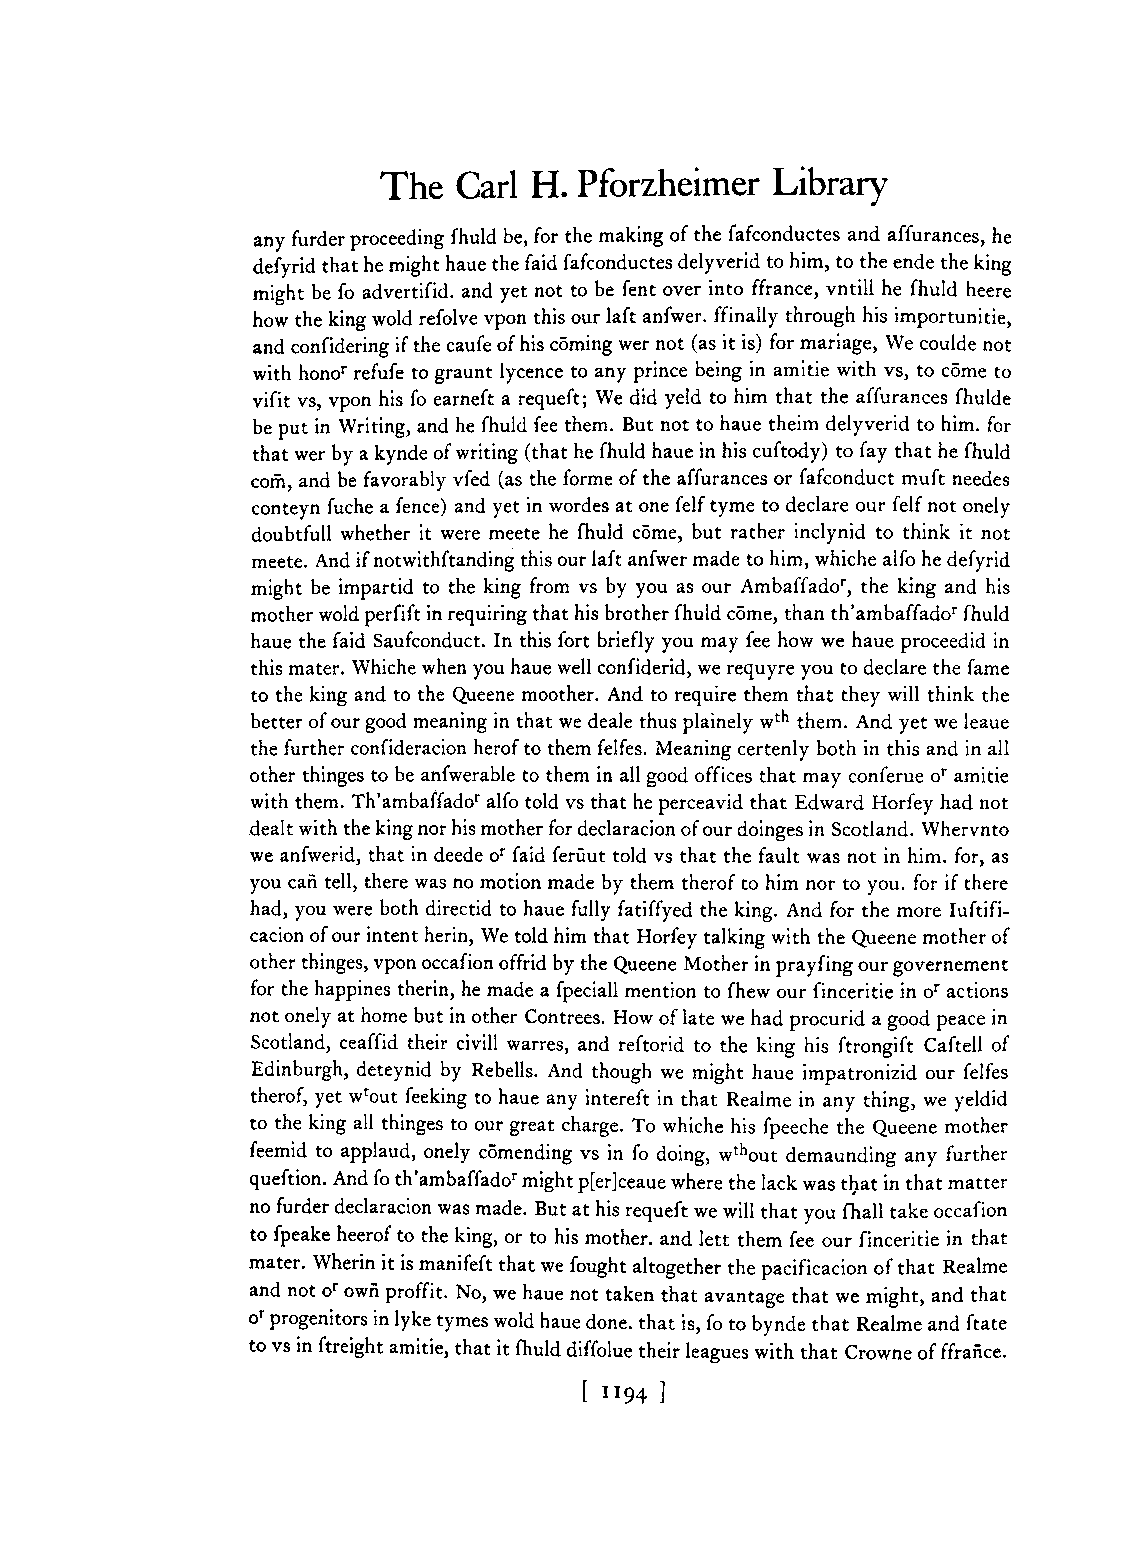 The Carl H. Pforzheimer Library
any furder proceeding ſhuld be, for the making of the ſafconductes and aſſurances, he
deſyrid that he might haue the ſaid ſafconductes delyverid to him, to the ende the king
might be ſo advertiſid. and yet not to be ſent over into ffrance, vntill he ſhuld heere
how the king wold reſolve vpon this our laſt anſwer. ffinally through his importunitie,
and conſidering if the cauſe of his cōming wer not (as it is) for mariage, We coulde not
with honoʳ refuſe to graunt lycence to any prince being in amitie with vs, to cōme to
viſit vs, vpon his ſo earneſt a requeſt; We did yeld to him that the aſſurances ſhulde
be put in Writing, and he ſhuld ſee them. But not to haue theim delyverid to him. for
that wer by a kynde of writing (that he ſhuld haue in his cuſtody) to ſay that he ſhuld
com̄, and be favorably vſed (as the forme of the aſſurances or ſafconduct muſt needes
conteyn ſuche a ſence) and yet in wordes at one ſelf tyme to declare our ſelf not onely
doubtfull whether it were meete he ſhuld cōme, but rather inclynid to think it not
meete. And if notwithſtanding this our laſt anſwer made to him, whiche alſo he deſyrid
might be impartid to the king from vs by you as our Ambaſſadoʳ, the king and his
mother wold perſiſt in requiring that his brother ſhuld cōme, than th'ambaſſadoʳ ſhuld
haue the ſaid Saufconduct. In this ſort briefly you may ſee how we haue proceedid in
this mater. Whiche when you haue well conſiderid, we requyre you to declare the ſame
to the king and to the Queene moother. And to require them that they will think the
better of our good meaning in that we deale thus plainely wᵗʰ them. And yet we leaue
the further conſideracion herof to them ſelfes. Meaning certenly both in this and in all
other thinges to be anſwerable to them in all good offices that may conſerue oʳ amitie
with them. Th'ambaſſadoʳ alſo told vs that he perceavid that Edward Horſey had not
dealt with the king nor his mother for declaracion of our doinges in Scotland. Whervnto
we anſwerid, that in deede oʳ ſaid ſerūut told vs that the fault was not in him. for, as
you cañ tell, there was no motion made by them therof to him nor to you. for if there
had, you were both directid to haue fully ſatiſſyed the king. And for the more Iuſtifi-
cacion of our intent herin, We told him that Horſey talking with the Queene mother of
other thinges, vpon occaſion offrid by the Queene Mother in prayſing our governement
for the happines therin, he made a ſpeciall mention to ſhew our ſinceritie in oʳ actions
not onely at home but in other Contrees. How of late we had procurid a good peace in
Scotland, ceaſſid their civill warres, and reſtorid to the king his ſtrongiſt Caſtell of
Edinburgh, deteynid by Rebells. And though we might haue impatronizid our ſelfes
therof, yet wᵗout ſeeking to haue any intereſt in that Realme in any thing, we yeldid
to the king all thinges to our great charge. To whiche his ſpeeche the Queene mother
ſeemid to applaud, onely cōmending vs in ſo doing, wᵗʰout demaunding any further
queſtion. And ſo th'ambaſſadoʳ might p[er]ceaue where the lack was tḥat in that matter
no furder declaracion was made. But at his requeſt we will that you ſhall take occaſion
to ſpeake heerof to the king, or to his mother. and lett them ſee our ſinceritie in that
mater. Wherin it is manifeſt that we ſought altogether the pacificacion of that Realme
and not oʳ owñ proffit. No, we haue not taken that avantage that we might, and that
oʳ progenitors in lyke tymes wold haue done. that is, ſo to bynde that Realme and ſtate
to vs in ſtreight amitie, that it ſhuld diſſolue their leagues with that Crowne of ffrañce.
[ 1194 ]